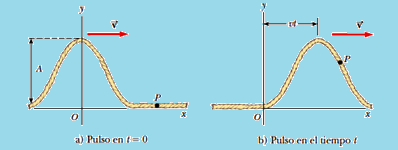 y
v
A
P
O
x
a) Pulso en t = 0
y
vt
v
P
O
x
b) Pulso en el tiempo t